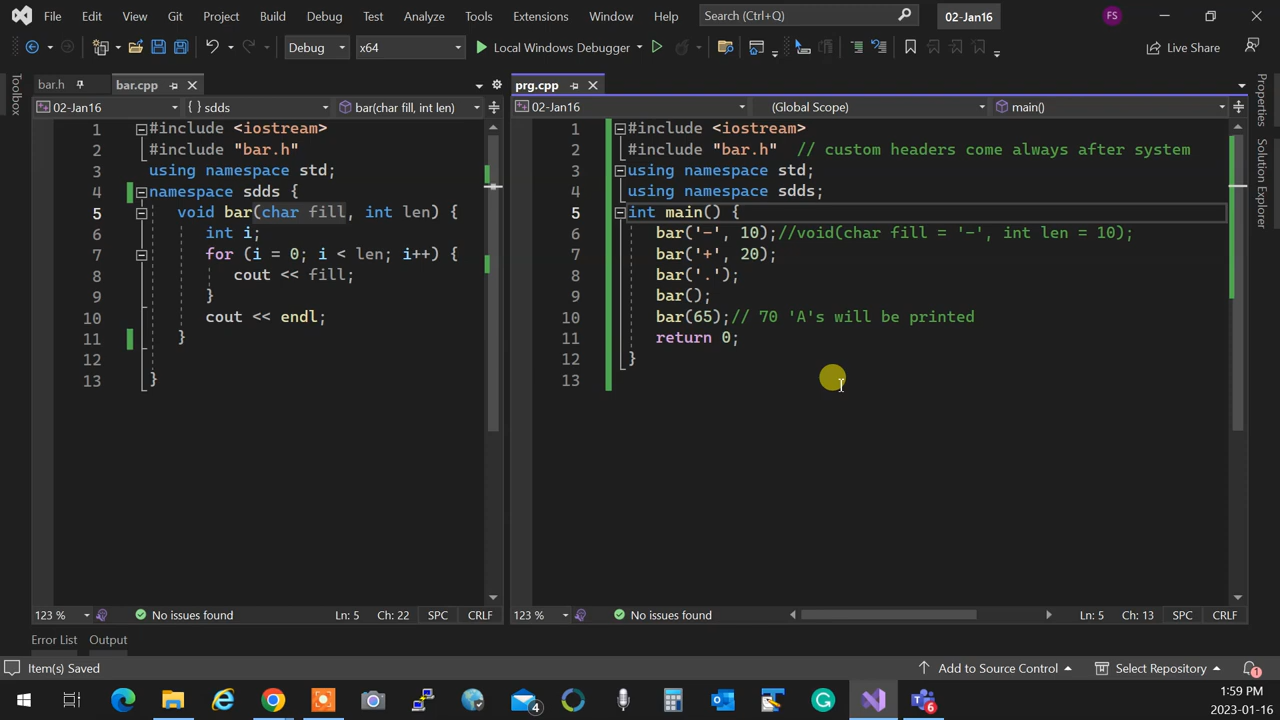 File Edit View Git Project Build Debug Test Analyze Tools Extensions Window Help Search (Ctrl+Q) 02-Jan16 FS
Debug x64 Local Windows Debugger Live Share
bar.h bar.cpp prg.cpp
02-Jan16 {} sdds bar(char fill, int len) 02-Jan16 (Global Scope) main()
Toolbox
1 #include <iostream>
2 #include "bar.h"
3 using namespace std;
4 namespace sdds {
5 void bar(char fill, int len) {
6 int i;
7 for (i = 0; i < len; i++) {
8 cout << fill;
9 }
10 cout << endl;
11 }
12
13 }
1 #include <iostream>
2 #include "bar.h" // custom headers come always after system
3 using namespace std;
4 using namespace sdds;
5 int main() {
6 bar('-', 10);//void(char fill = '-', int len = 10);
7 bar('+', 20);
8 bar('.');
9 bar();
10 bar(65);// 70 'A's will be printed
11 return 0;
12 }
13
Properties
Solution Explorer
123 % No issues found Ln: 5 Ch: 22 SPC CRLF
123 % No issues found Ln: 5 Ch: 13 SPC CRLF
Error List Output
Item(s) Saved Add to Source Control Select Repository 1
4 6
1:59 PM
2023-01-16